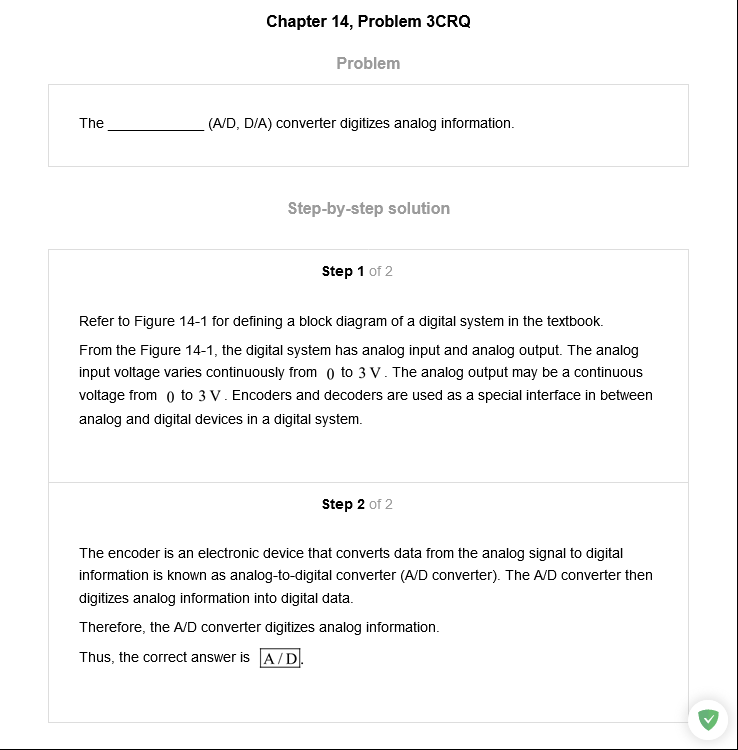 Chapter 14, Problem 3CRQ
Problem
The ____________ (A/D, D/A) converter digitizes analog information.
Step-by-step solution
Step 1 of 2
Refer to Figure 14-1 for defining a block diagram of a digital system in the textbook.
From the Figure 14-1, the digital system has analog input and analog output. The analog
input voltage varies continuously from 0 to 3 V. The analog output may be a continuous
voltage from 0 to 3 V. Encoders and decoders are used as a special interface in between
analog and digital devices in a digital system.
Step 2 of 2
The encoder is an electronic device that converts data from the analog signal to digital
information is known as analog-to-digital converter (A/D converter). The A/D converter then
digitizes analog information into digital data.
Therefore, the A/D converter digitizes analog information.
Thus, the correct answer is A/D.